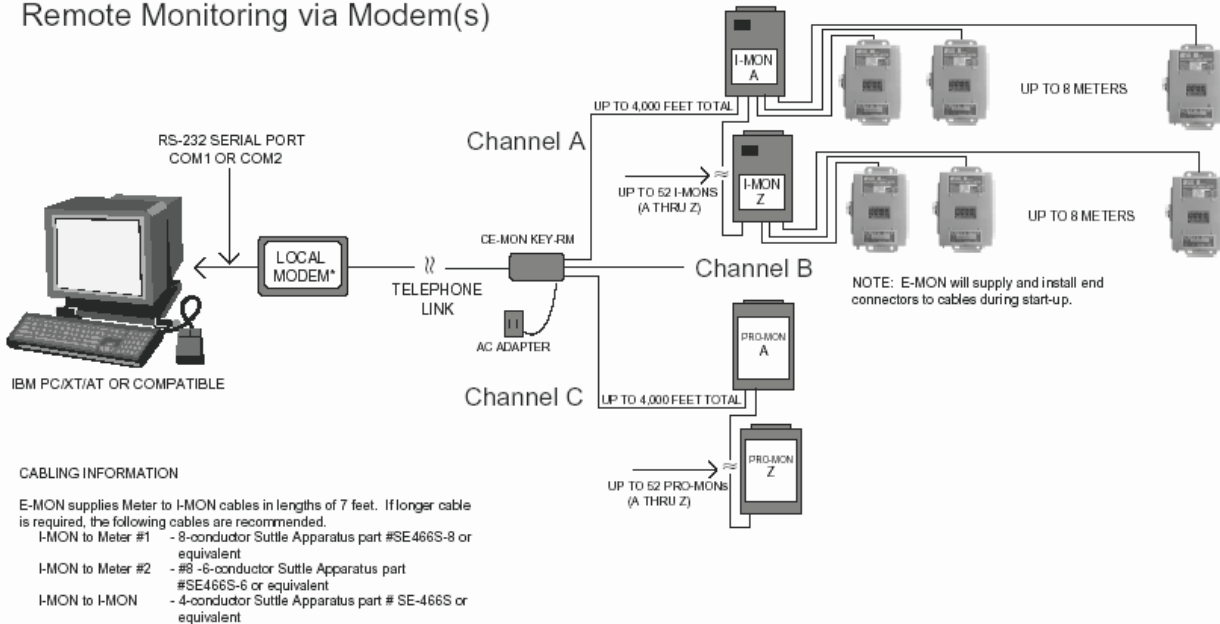 Remote Monitoring via Modem(s)
I-MON
A
UP TO 8 METERS
UP TO 4,000 FEET TOTAL
Channel A
RS-232 SERIAL PORT
COM1 OR COM2
I-MON
Z
UP TO 52 I-MONS
(A THRU Z)
UP TO 8 METERS
CE-MON KEY-RM
LOCAL
MODEM*
Channel B
TELEPHONE
LINK
NOTE: E-MON will supply and install end
connectors to cables during start-up.
AC ADAPTER
PRO-MON
A
IBM PC/XT/AT OR COMPATIBLE
Channel C
UP TO 4,000 FEET TOTAL
PRO-MON
Z
UP TO 52 PRO-MONs
(A THRU Z)
CABLING INFORMATION
E-MON supplies Meter to I-MON cables in lengths of 7 feet. If longer cable
is required, the following cables are recommended.
I-MON to Meter #1 - 8-conductor Suttle Apparatus part #SE466S-8 or
equivalent
I-MON to Meter #2 - #8 -6-conductor Suttle Apparatus part
#SE466S-6 or equivalent
I-MON to I-MON - 4-conductor Suttle Apparatus part # SE-466S or
equivalent